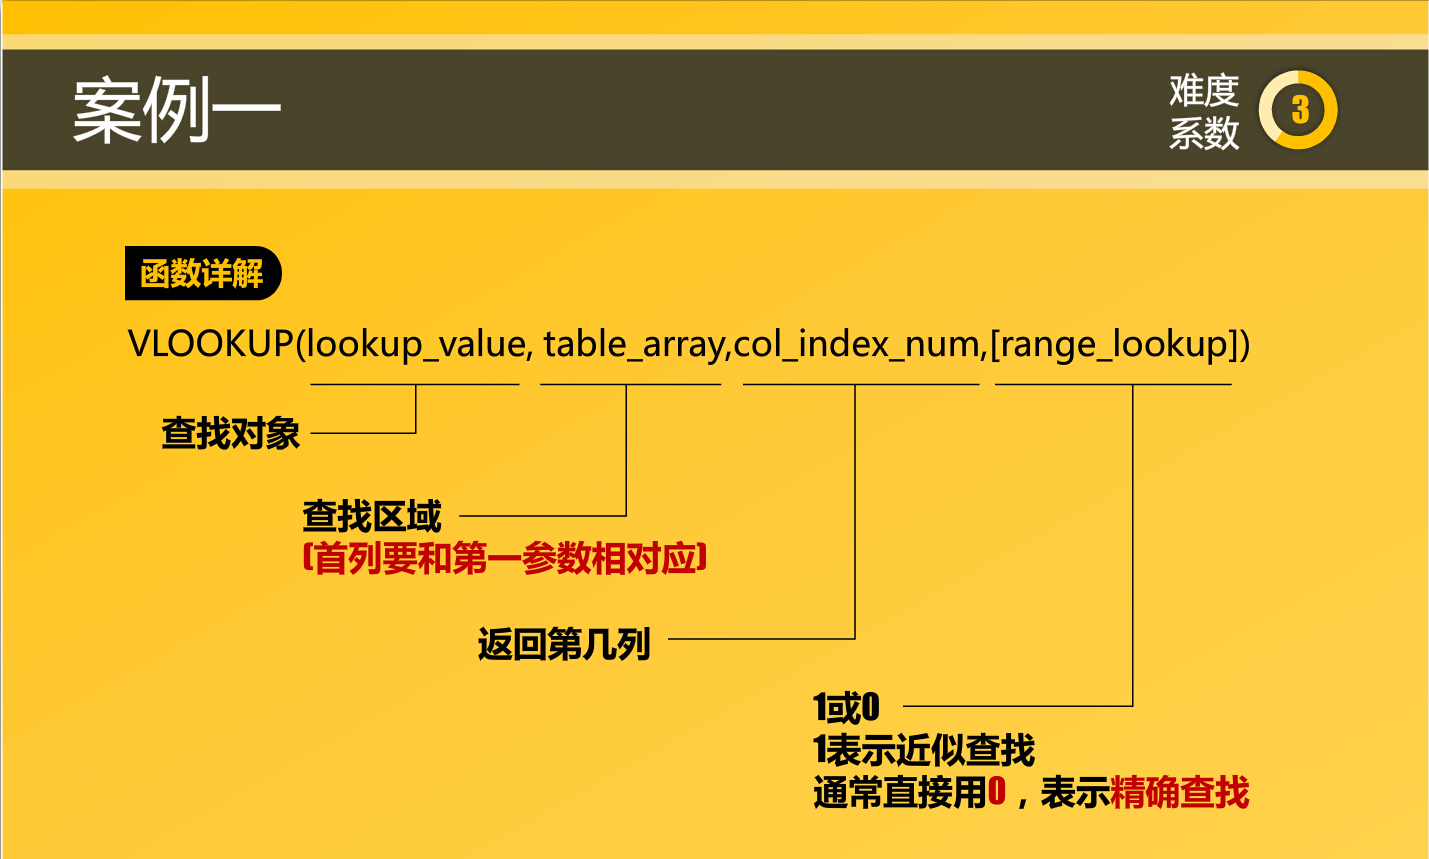 案例一
难度
系数
3
函数详解
VLOOKUP(lookup_value, table_array,col_index_num,[range_lookup])
查找对象
查找区域
(首列要和第一参数相对应)
返回第几列
1或0
1表示近似查找
通常直接用0，表示精确查找